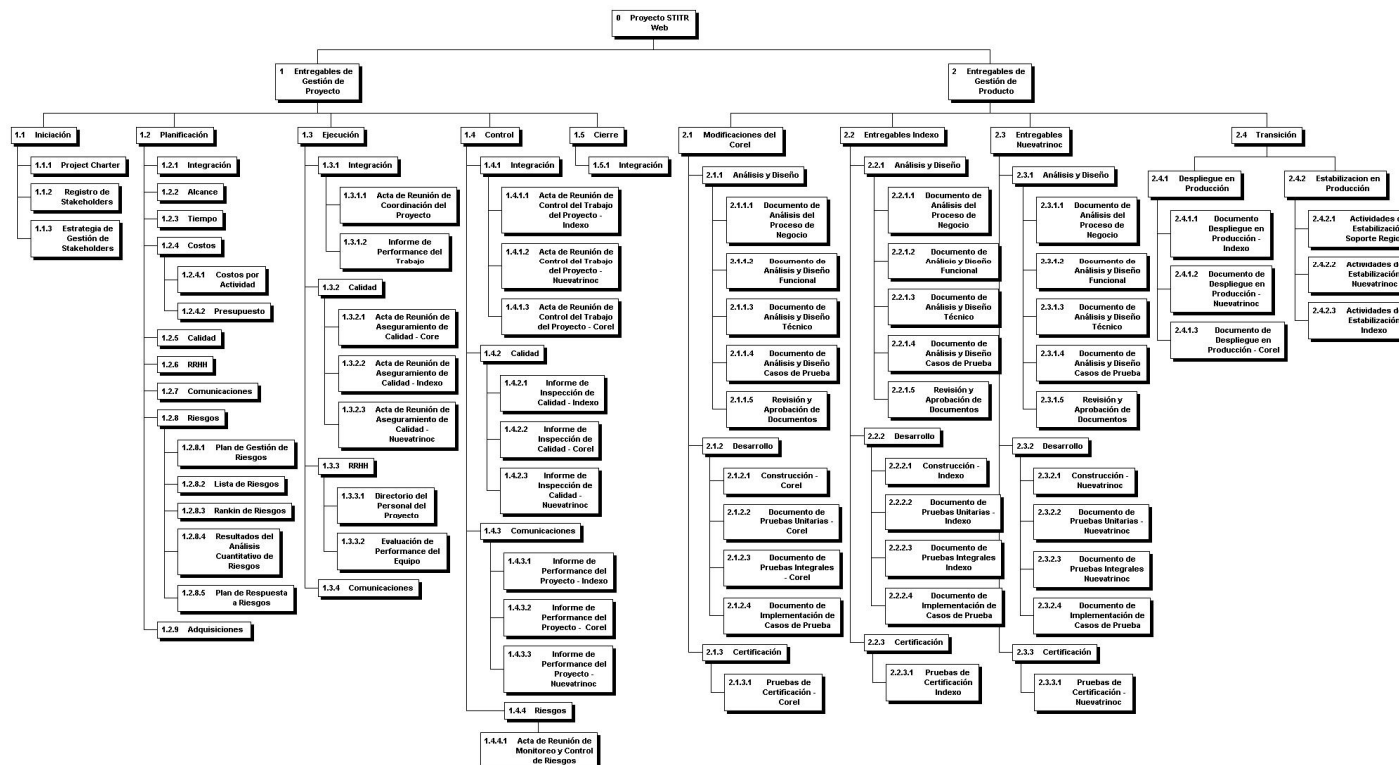 0 Proyecto STITR
Web
1 Entregables de
Gestión de
Proyecto
2 Entregables de
Gestión de
Producto
1.1 Iniciación
1.1.1 Project Charter
1.1.2 Registro de
Stakeholders
1.1.3 Estrategia de
Gestión de
Stakeholders
1.2 Planificación
1.2.1 Integración
1.2.2 Alcance
1.2.3 Tiempo
1.2.4 Costos
1.2.4.1 Costos por
Actividad
1.2.4.2 Presupuesto
1.2.5 Calidad
1.2.6 RRHH
1.2.7 Comunicaciones
1.2.8 Riesgos
1.2.8.1 Plan de Gestión de
Riesgos
1.2.8.2 Lista de Riesgos
1.2.8.3 Rankin de Riesgos
1.2.8.4 Resultados del
Análisis
Cuantitativo de
Riesgos
1.2.8.5 Plan de Respuesta
a Riesgos
1.2.9 Adquisiciones
1.3 Ejecución
1.3.1 Integración
1.3.1.1 Acta de Reunión de
Coordinación del
Proyecto
1.3.1.2 Informe de
Performance del
Trabajo
1.3.2 Calidad
1.3.2.1 Acta de Reunión de
Aseguramiento de
Calidad - Core
1.3.2.2 Acta de Reunión de
Aseguramiento de
Calidad - Indexo
1.3.2.3 Acta de Reunión de
Aseguramiento de
Calidad -
Nuevatrinoc
1.3.3 RRHH
1.3.3.1 Directorio del
Personal del
Proyecto
1.3.3.2 Evaluación de
Performance del
Equipo
1.3.4 Comunicaciones
1.4 Control
1.4.1 Integración
1.4.1.1 Acta de Reunión de
Control del Trabajo
del Proyecto -
Indexo
1.4.1.2 Acta de Reunión de
Control del Trabajo
del Proyecto -
Nuevatrinoc
1.4.1.3 Acta de Reunión de
Control del Trabajo
del Proyecto - Corel
1.4.2 Calidad
1.4.2.1 Informe de
Inspección de
Calidad - Indexo
1.4.2.2 Informe de
Inspección de
Calidad - Corel
1.4.2.3 Informe de
Inspección de
Calidad -
Nuevatrinoc
1.4.3 Comunicaciones
1.4.3.1 Informe de
Performance del
Proyecto - Indexo
1.4.3.2 Informe de
Performance del
Proyecto - Corel
1.4.3.3 Informe de
Performance del
Proyecto -
Nuevatrinoc
1.4.4 Riesgos
1.4.4.1 Acta de Reunión de
Monitoreo y Control
de Riesgos
1.5 Cierre
1.5.1 Integración
2.1 Modificaciones del
Corel
2.1.1 Análisis y Diseño
2.1.1.1 Documento de
Análisis del
Proceso de
Negocio
2.1.1.2 Documento de
Análisis y Diseño
Funcional
2.1.1.3 Documento de
Análisis y Diseño
Técnico
2.1.1.4 Documento de
Análisis y Diseño
Casos de Prueba
2.1.1.5 Revisión y
Aprobación de
Documentos
2.1.2 Desarrollo
2.1.2.1 Construcción -
Corel
2.1.2.2 Documento de
Pruebas Unitarias -
Corel
2.1.2.3 Documento de
Pruebas Integrales
- Corel
2.1.2.4 Documento de
Implementación de
Casos de Prueba
2.1.3 Certificación
2.1.3.1 Pruebas de
Certificación -
Corel
2.2 Entregables Indexo
2.2.1 Análisis y Diseño
2.2.1.1 Documento de
Análisis del
Proceso de
Negocio
2.2.1.2 Documento de
Análisis y Diseño
Funcional
2.2.1.3 Documento de
Análisis y Diseño
Técnico
2.2.1.4 Documento de
Análisis y Diseño
Casos de Prueba
2.2.1.5 Revisión y
Aprobación de
Documentos
2.2.2 Desarrollo
2.2.2.1 Construcción -
Indexo
2.2.2.2 Documento de
Pruebas Unitarias -
Indexo
2.2.2.3 Documento de
Pruebas Integrales
Indexo
2.2.2.4 Documento de
Implementación de
Casos de Prueba
2.2.3 Certificación
2.2.3.1 Pruebas de
Certificación
Indexo
2.3 Entregables
Nuevatrinoc
2.3.1 Análisis y Diseño
2.3.1.1 Documento de
Análisis del
Proceso de
Negocio
2.3.1.2 Documento de
Análisis y Diseño
Funcional
2.3.1.3 Documento de
Análisis y Diseño
Técnico
2.3.1.4 Documento de
Análisis y Diseño
Casos de Prueba
2.3.1.5 Revisión y
Aprobación de
Documentos
2.3.2 Desarrollo
2.3.2.1 Construcción -
Nuevatrinoc
2.3.2.2 Documento de
Pruebas Unitarias -
Nuevatrinoc
2.3.2.3 Documento de
Pruebas Integrales
Nuevatrinoc
2.3.2.4 Documento de
Implementación de
Casos de Prueba
2.3.3 Certificación
2.3.3.1 Pruebas de
Certificación -
Nuevatrinoc
2.4 Transición
2.4.1 Despliegue en
Producción
2.4.1.1 Documento
Despliegue en
Producción -
Indexo
2.4.1.2 Documento de
Despliegue en
Producción -
Nuevatrinoc
2.4.1.3 Documento de
Despliegue en
Producción - Corel
2.4.2 Estabilizacion en
Producción
2.4.2.1 Actividades
Estabilizació
Soporte Regio
2.4.2.2 Actividades
Estabilizació
Nuevatrinoc
2.4.2.3 Actividades
Estabilizació
Indexo